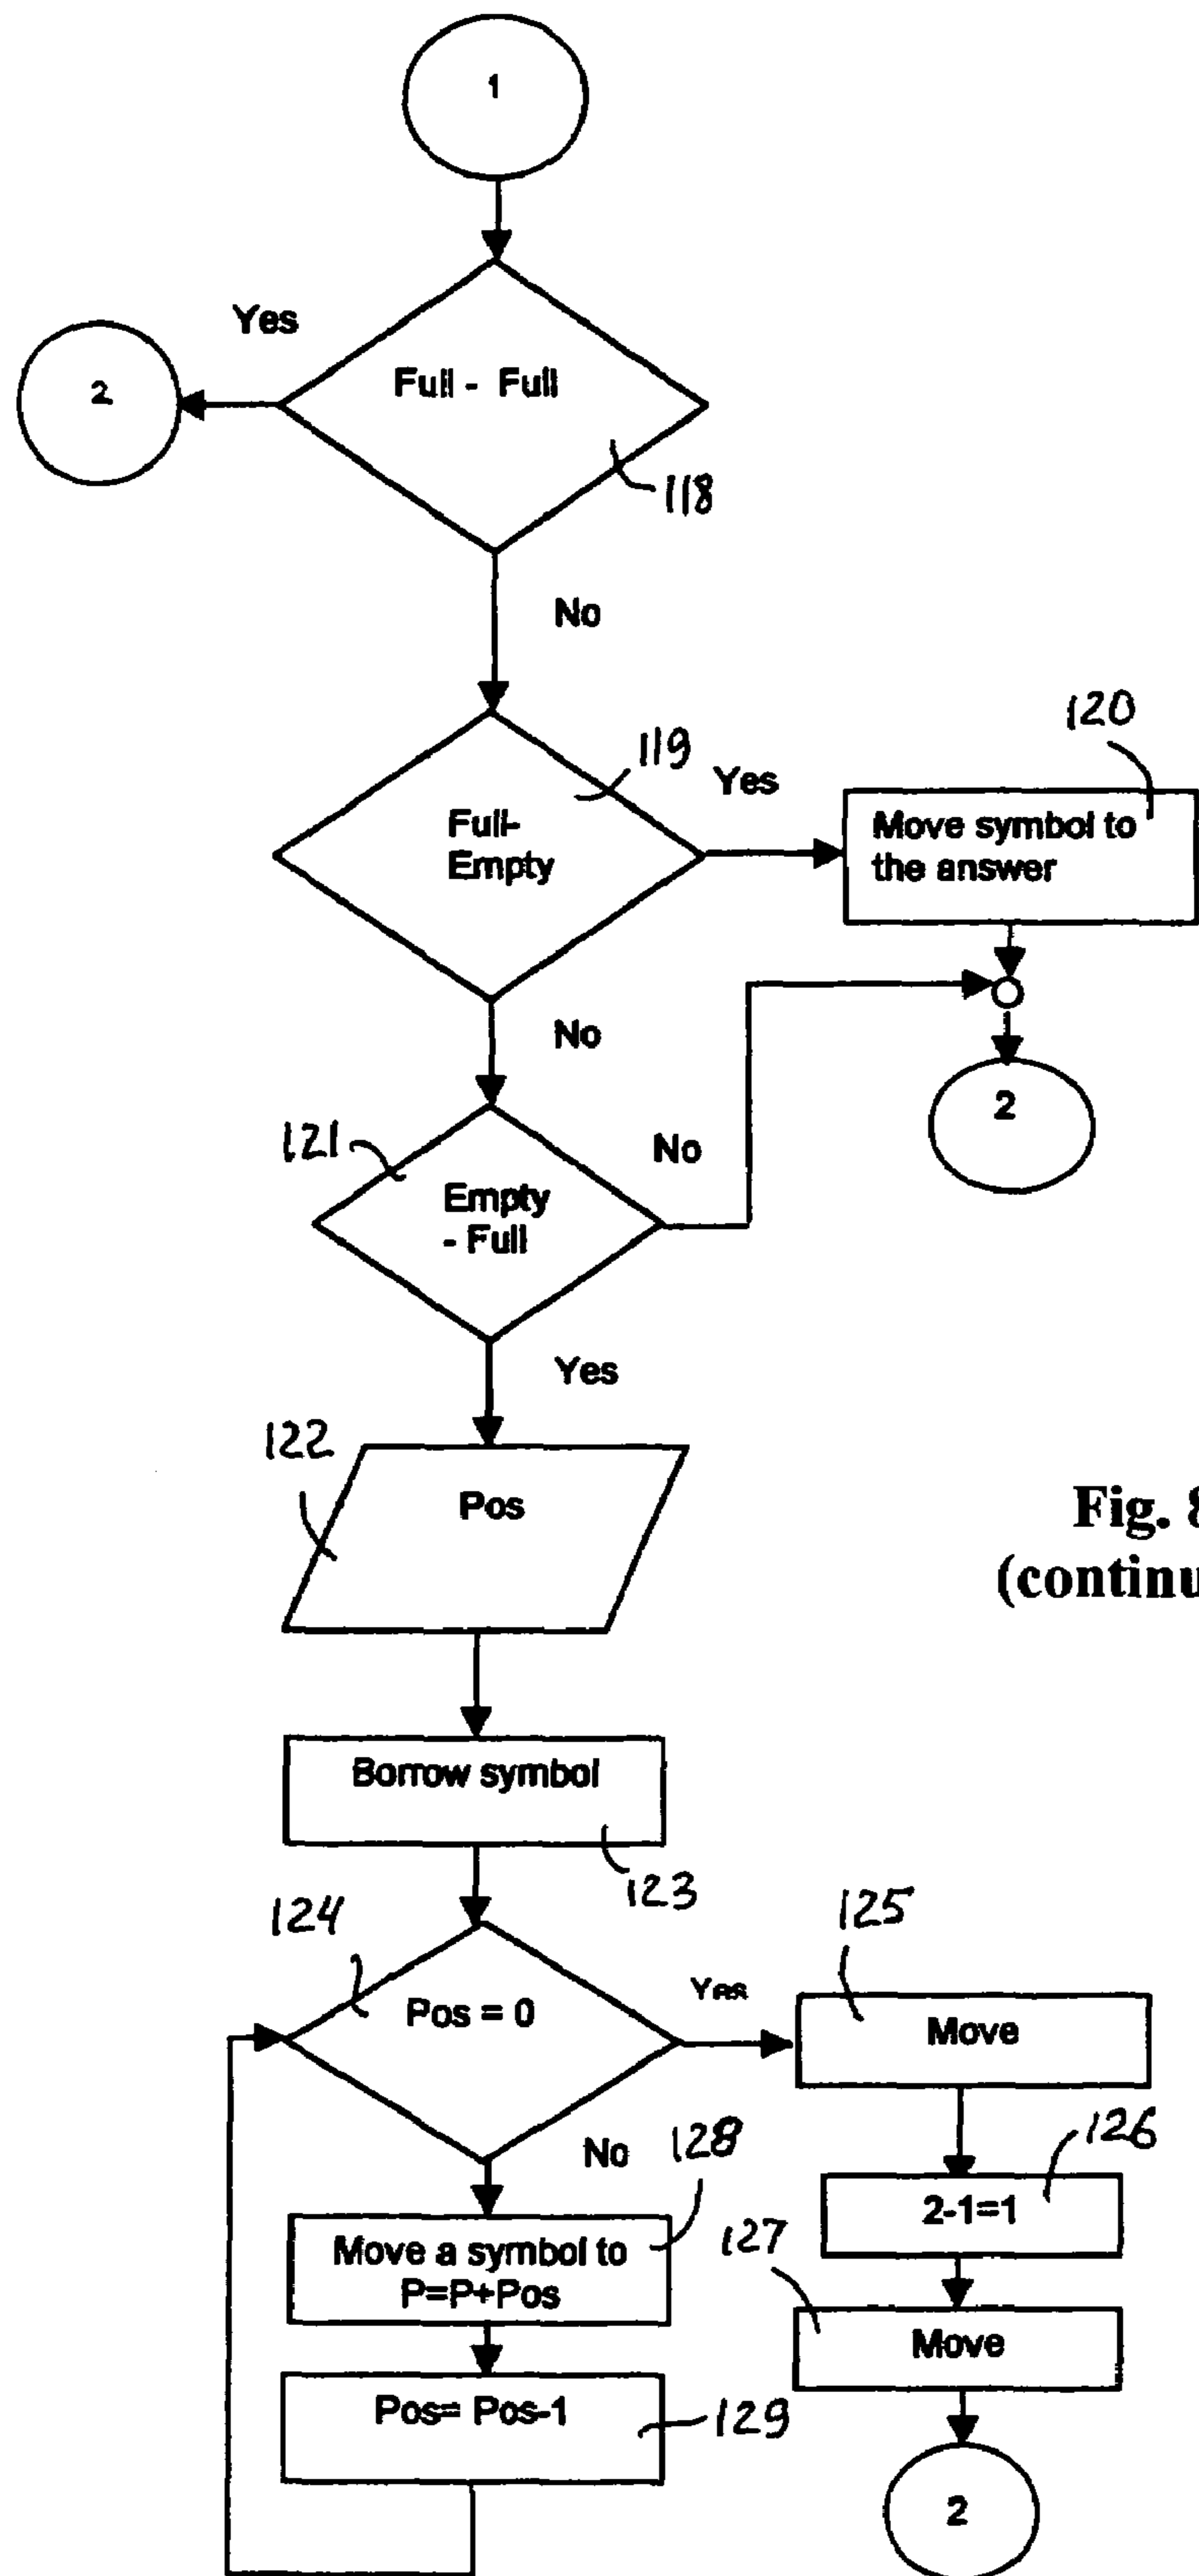 1
Yes
2
Full - Full
118
No
120
119
Yes
Full-
Empty
Move symbol to
the answer
No
2
121
No
Empty
- Full
Yes
122
Pos
Fig. 8
(continu
Borrow symbol
123
124
125
Pos = 0
Yes
Move
126
No
128
2-1=1
127
Move a symbol to
P=P+Pos
Move
Pos= Pos-1
129
2